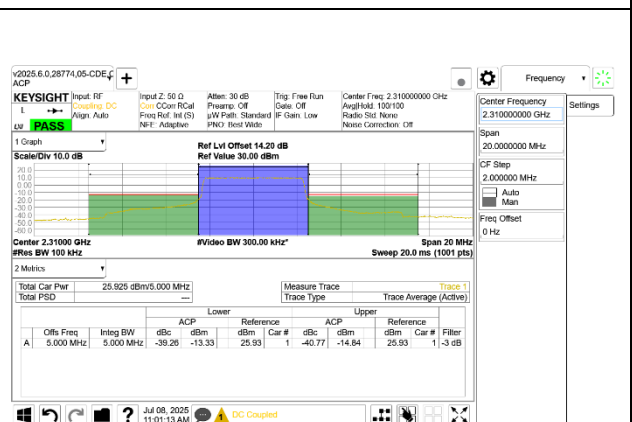 v2025.6.0,28774,05-CDE,C
ACP
+
Frequency
KEYSIGHT Input: RF Input Z: 50 Ω Atten: 30 dB Trig: Free Run Center Freq: 2.310000000 GHz
L Coupling: DC Corr CCorr RCal Preamp: Off Gate: Off Avg|Hold: 100/100
Align: Auto Freq Ref: Int (S) µW Path: Standard IF Gain: Low Radio Std: None
LW PASS NFE: Adaptive PNO: Best Wide Noise Correction: Off
Center Frequency
2.310000000 GHz
Settings
Span
20.0000000 MHz
CF Step
2.000000 MHz
Auto
Man
Freq Offset
0 Hz
1 Graph
Scale/Div 10.0 dB
Ref Lvl Offset 14.20 dB
Ref Value 30.00 dBm
20.0
10.0
0.00
-10.0
-20.0
-30.0
-40.0
-50.0
-60.0
Center 2.31000 GHz #Video BW 300.00 kHz* Span 20 MHz
#Res BW 100 kHz Sweep 20.0 ms (1001 pts)
2 Metrics
Total Car Pwr 25.925 dBm/5.000 MHz Measure Trace Trace 1
Total PSD --- Trace Type Trace Average (Active)
Lower Upper
ACP Reference ACP Reference
Offs Freq Integ BW dBc dBm dBm Car # dBc dBm dBm Car # Filter
A 5.000 MHz 5.000 MHz -39.26 -13.33 25.93 1 -40.77 -14.84 25.93 1 -3 dB
? Jul 08, 2025
11:01:13 AM
1 DC Coupled